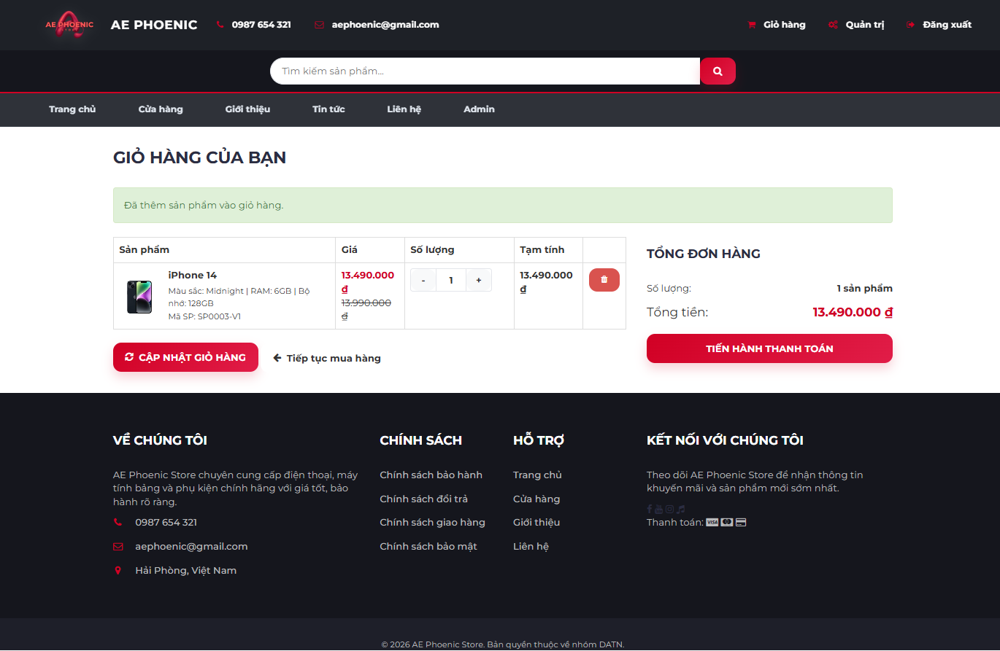 AE PHOENIC
STORE
AE PHOENIC
0987 654 321
aephoenic@gmail.com
Giỏ hàng
Quản trị
Đăng xuất
Tìm kiếm sản phẩm...
Trang chủ
Cửa hàng
Giới thiệu
Tin tức
Liên hệ
Admin
GIỎ HÀNG CỦA BẠN
Đã thêm sản phẩm vào giỏ hàng.
Sản phẩm
Giá
Số lượng
Tạm tính
iPhone 14
Màu sắc: Midnight | RAM: 6GB | Bộ
nhớ: 128GB
Mã SP: SP0003-V1
13.490.000
₫
13.990.000
₫
-
1
+
13.490.000
₫
CẬP NHẬT GIỎ HÀNG
Tiếp tục mua hàng
TỔNG ĐƠN HÀNG
Số lượng:
1 sản phẩm
Tổng tiền:
13.490.000 ₫
TIẾN HÀNH THANH TOÁN
VỀ CHÚNG TÔI
AE Phoenic Store chuyên cung cấp điện thoại, máy
tính bảng và phụ kiện chính hãng với giá tốt, bảo
hành rõ ràng.
0987 654 321
aephoenic@gmail.com
Hải Phòng, Việt Nam
CHÍNH SÁCH
Chính sách bảo hành
Chính sách đổi trả
Chính sách giao hàng
Chính sách bảo mật
HỖ TRỢ
Trang chủ
Cửa hàng
Giới thiệu
Liên hệ
KẾT NỐI VỚI CHÚNG TÔI
Theo dõi AE Phoenic Store để nhận thông tin
khuyến mãi và sản phẩm mới sớm nhất.
Thanh toán: VISA
© 2026 AE Phoenic Store. Bản quyền thuộc về nhóm DATN.